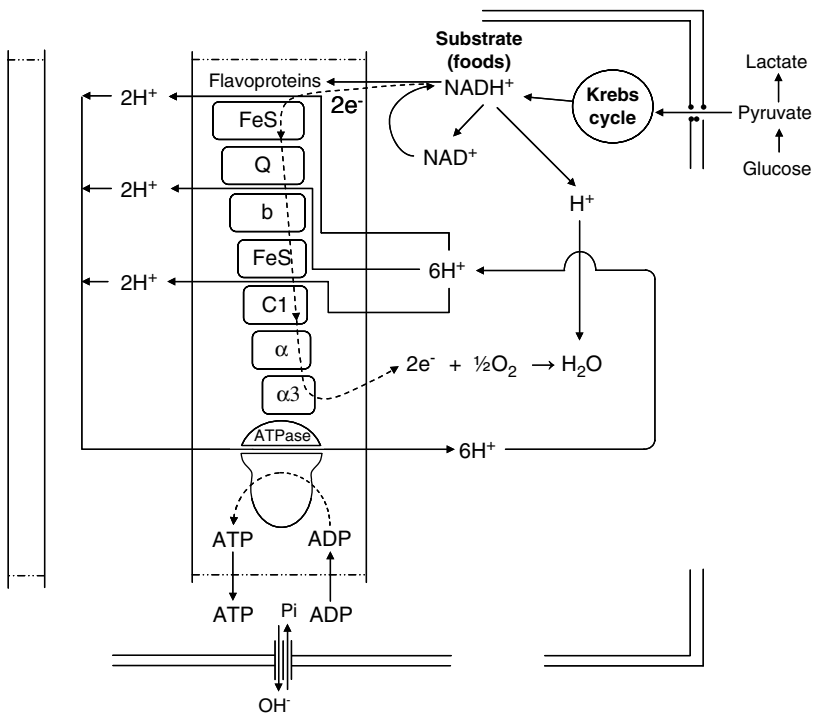 Substrate
(foods)
Flavoproteins
NADH⁺
Krebs
cycle
Lactate
Pyruvate
Glucose
2H⁺
2e⁻
FeS
NAD⁺
Q
2H⁺
b
H⁺
FeS
6H⁺
2H⁺
C1
α
2e⁻ + ½O₂ → H₂O
α3
ATPase
6H⁺
ATP
ADP
ATP
Pi
ADP
OH⁻